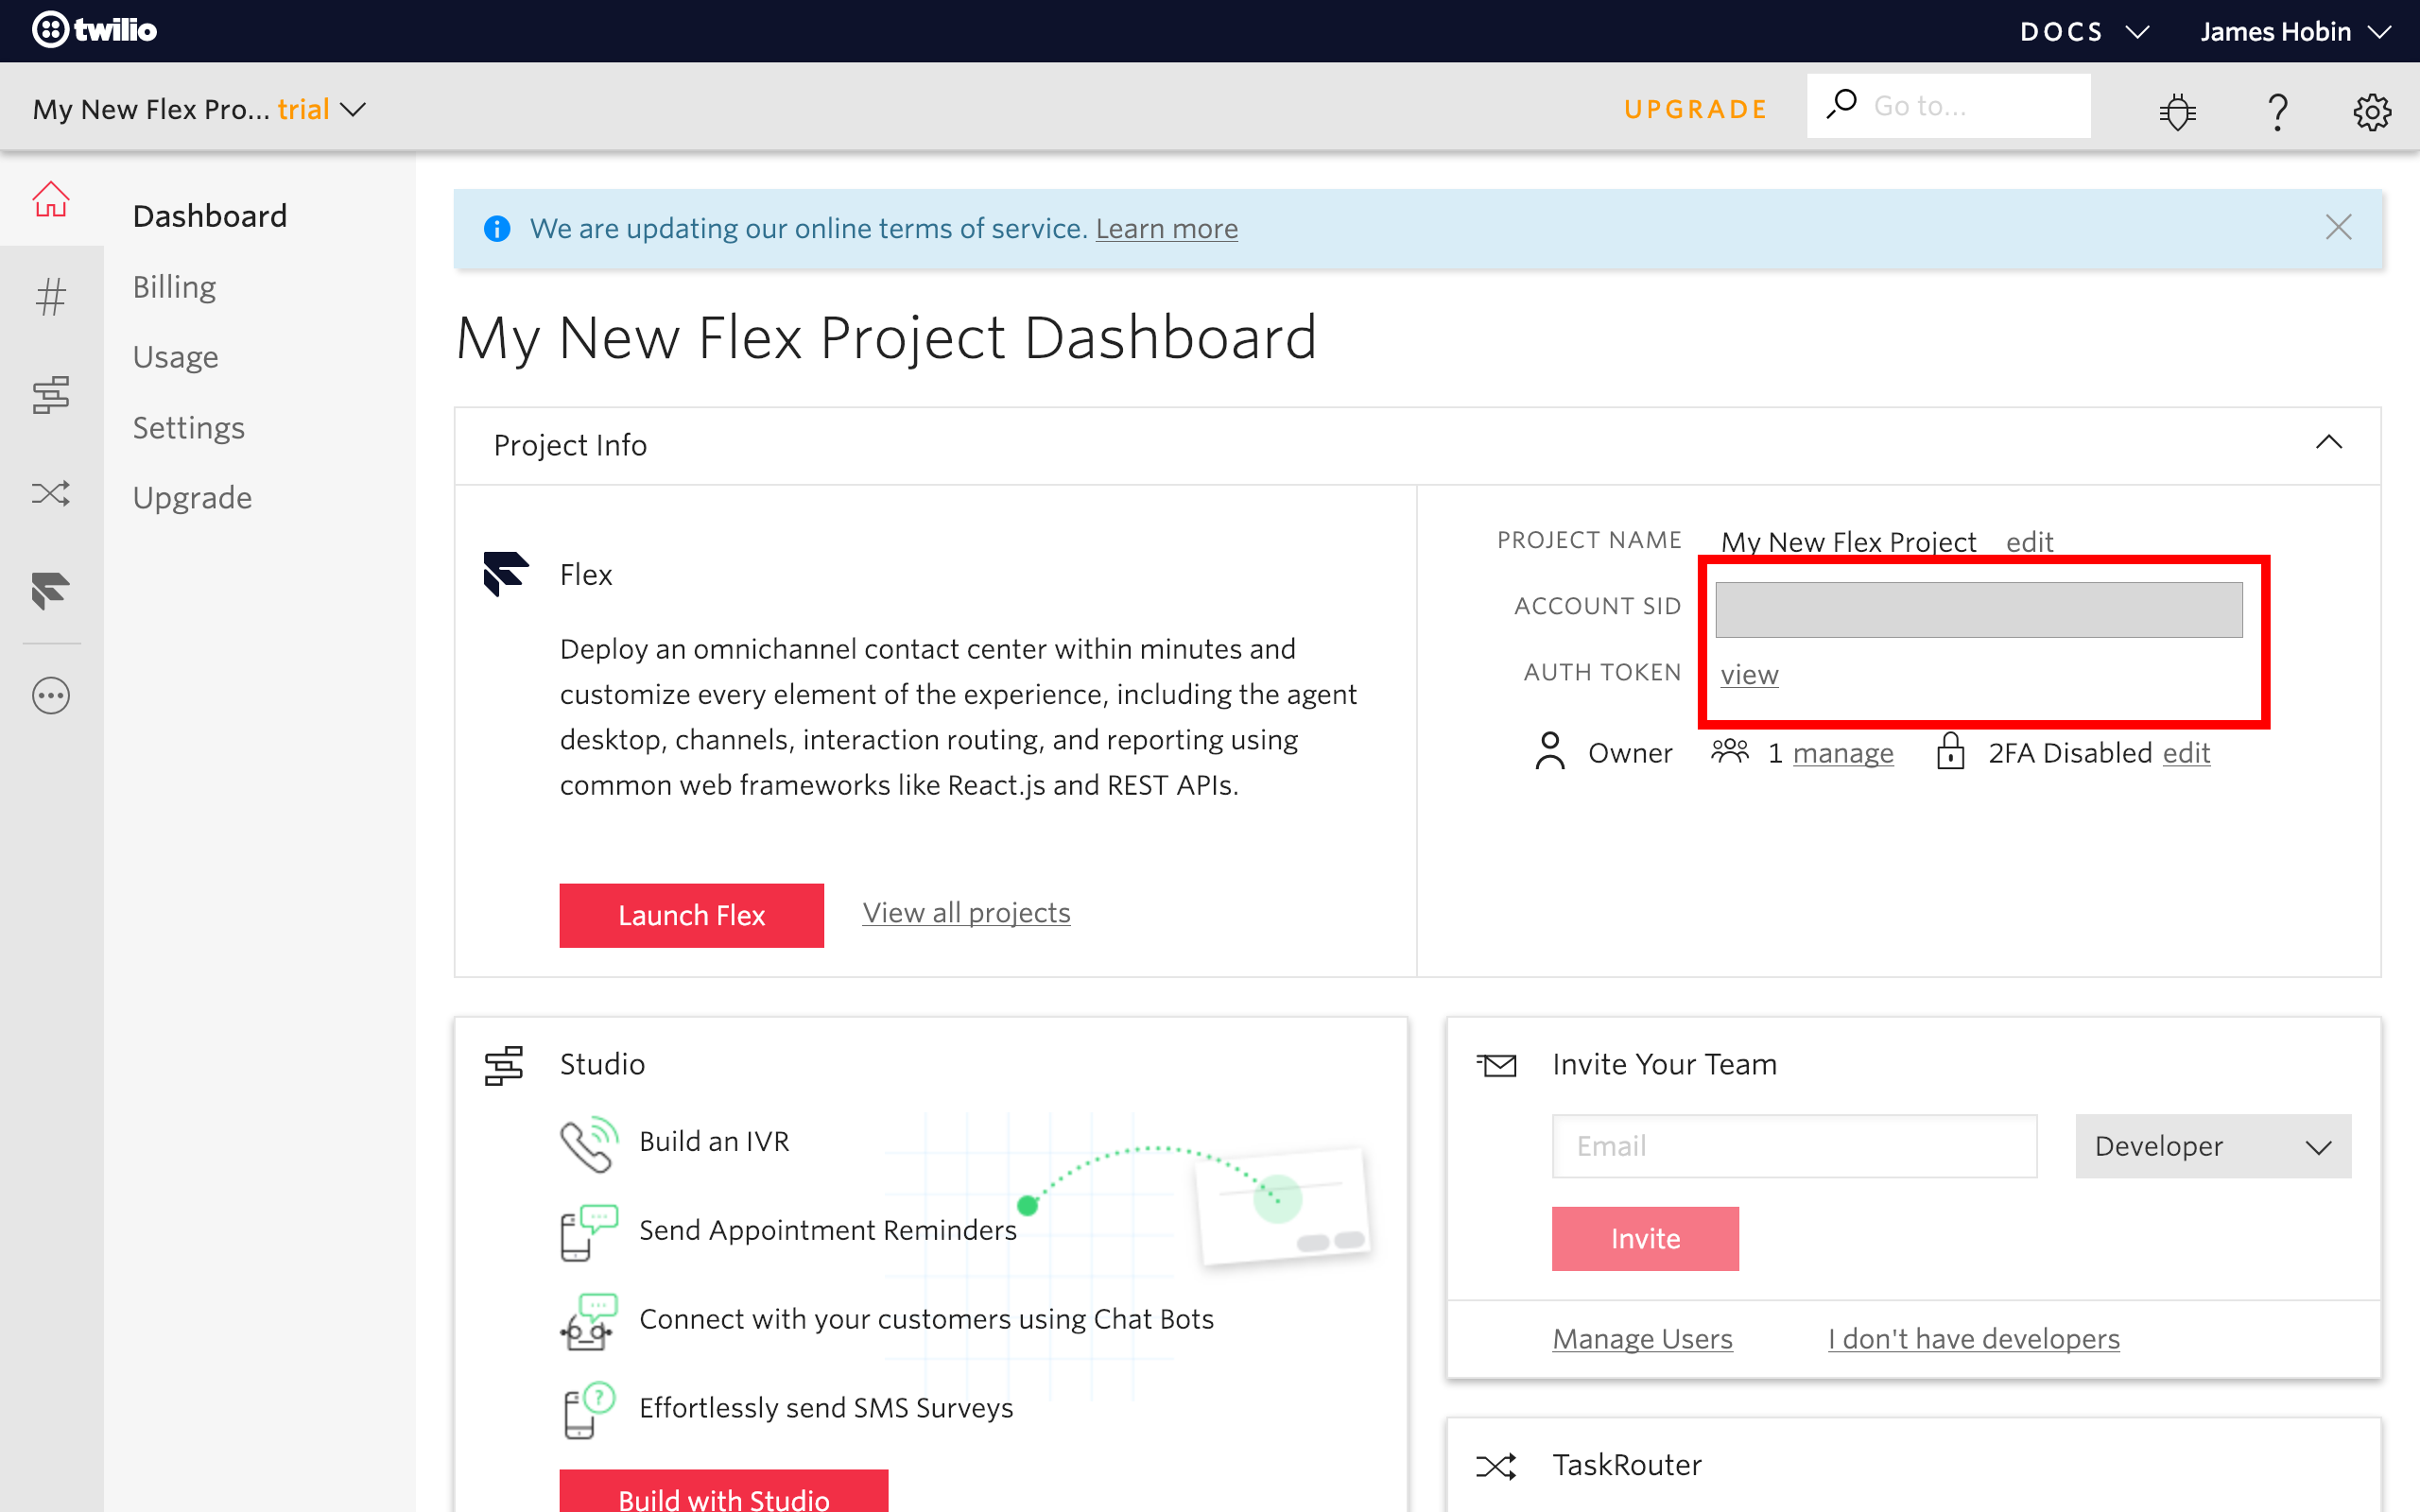 twilio
DOCS
James Hobin
My New Flex Pro... trial
UPGRADE
Go to...
Dashboard
Billing
Usage
Settings
Upgrade
We are updating our online terms of service. Learn more
My New Flex Project Dashboard
Project Info
Flex
Deploy an omnichannel contact center within minutes and
customize every element of the experience, including the agent
desktop, channels, interaction routing, and reporting using
common web frameworks like React.js and REST APIs.
Launch Flex
View all projects
PROJECT NAME My New Flex Project edit
ACCOUNT SID
AUTH TOKEN view
Owner 1 manage 2FA Disabled edit
Studio
Build an IVR
Send Appointment Reminders
Connect with your customers using Chat Bots
Effortlessly send SMS Surveys
Build with Studio
Invite Your Team
Email
Developer
Invite
Manage Users
I don't have developers
TaskRouter